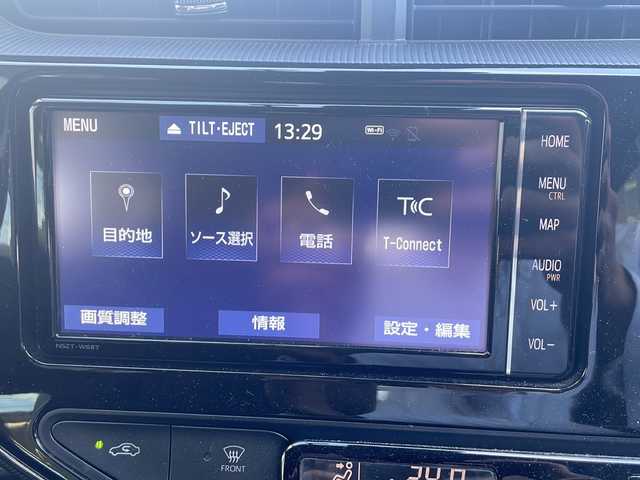 MENU
TILT・EJECT
13:29
Wi-Fi
目的地
ソース選択
電話
T-Connect
画質調整
情報
設定・編集
NSZT-W68T
HOME
MENU
CTRL
MAP
AUDIO
PWR
VOL+
VOL-
FRONT